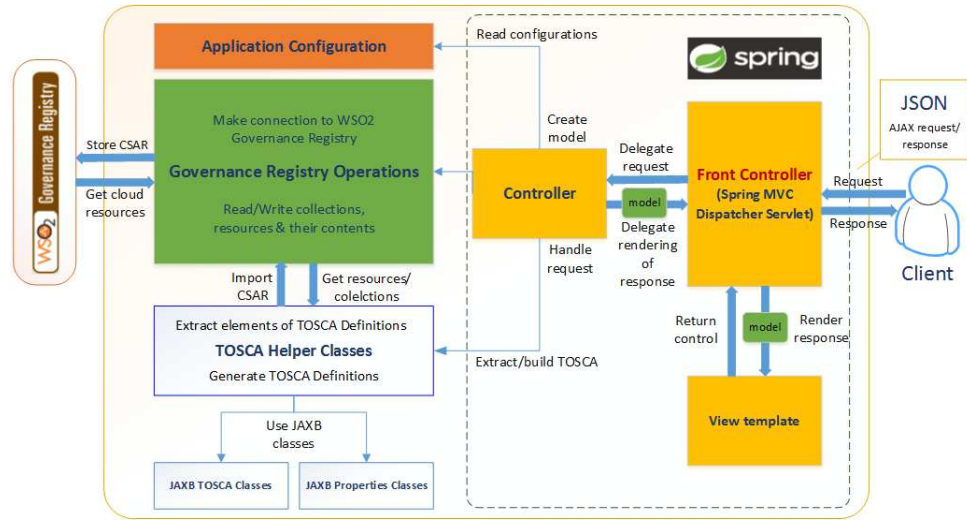 Application Configuration
Read configurations
spring
Governance Registry
WSO2
Store CSAR
Get cloud
resources
Make connection to WSO2
Governance Registry
Governance Registry Operations
Read/Write collections,
resources & their contents
Create
model
Controller
Handle
request
Delegate
request
model
Delegate
rendering
of
response
Front Controller
(Spring MVC
Dispatcher Servlet)
JSON
AJAX request/
response
Request
Response
Client
Import
CSAR
Get resources/
colelctions
Extract elements of TOSCA Definitions
TOSCA Helper Classes
Generate TOSCA Definitions
Extract/build TOSCA
Return
control
model
Render
response
View template
Use JAXB
classes
JAXB TOSCA Classes
JAXB Properties Classes